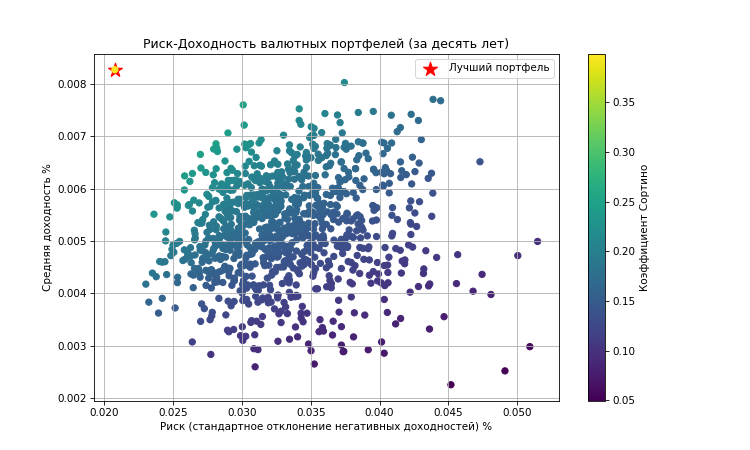 Риск-Доходность валютных портфелей (за десять лет)
Лучший портфель
Средняя доходность %
0.008
0.007
0.006
0.005
0.004
0.003
0.002
0.020 0.025 0.030 0.035 0.040 0.045 0.050
Риск (стандартное отклонение негативных доходностей) %
0.35
0.30
0.25
0.20
0.15
0.10
0.05
Коэффициент Сортино